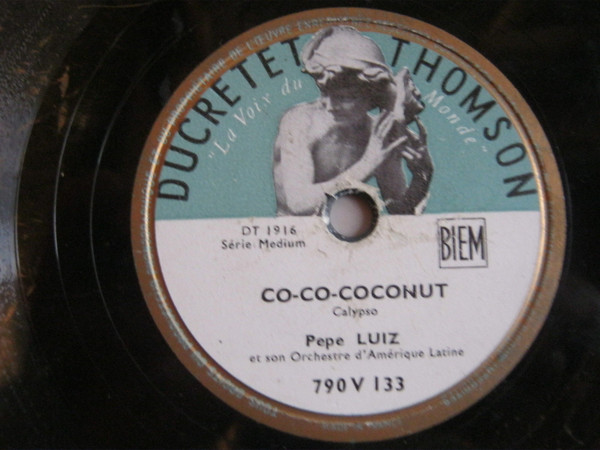 DUCRETET THOMSON
"La Voix du Monde"
DT 1916
Série Medium
BIEM
CO-CO-COCONUT
Calypso
Pepe LUIZ
et son Orchestre d'Amérique Latine
790 V 133